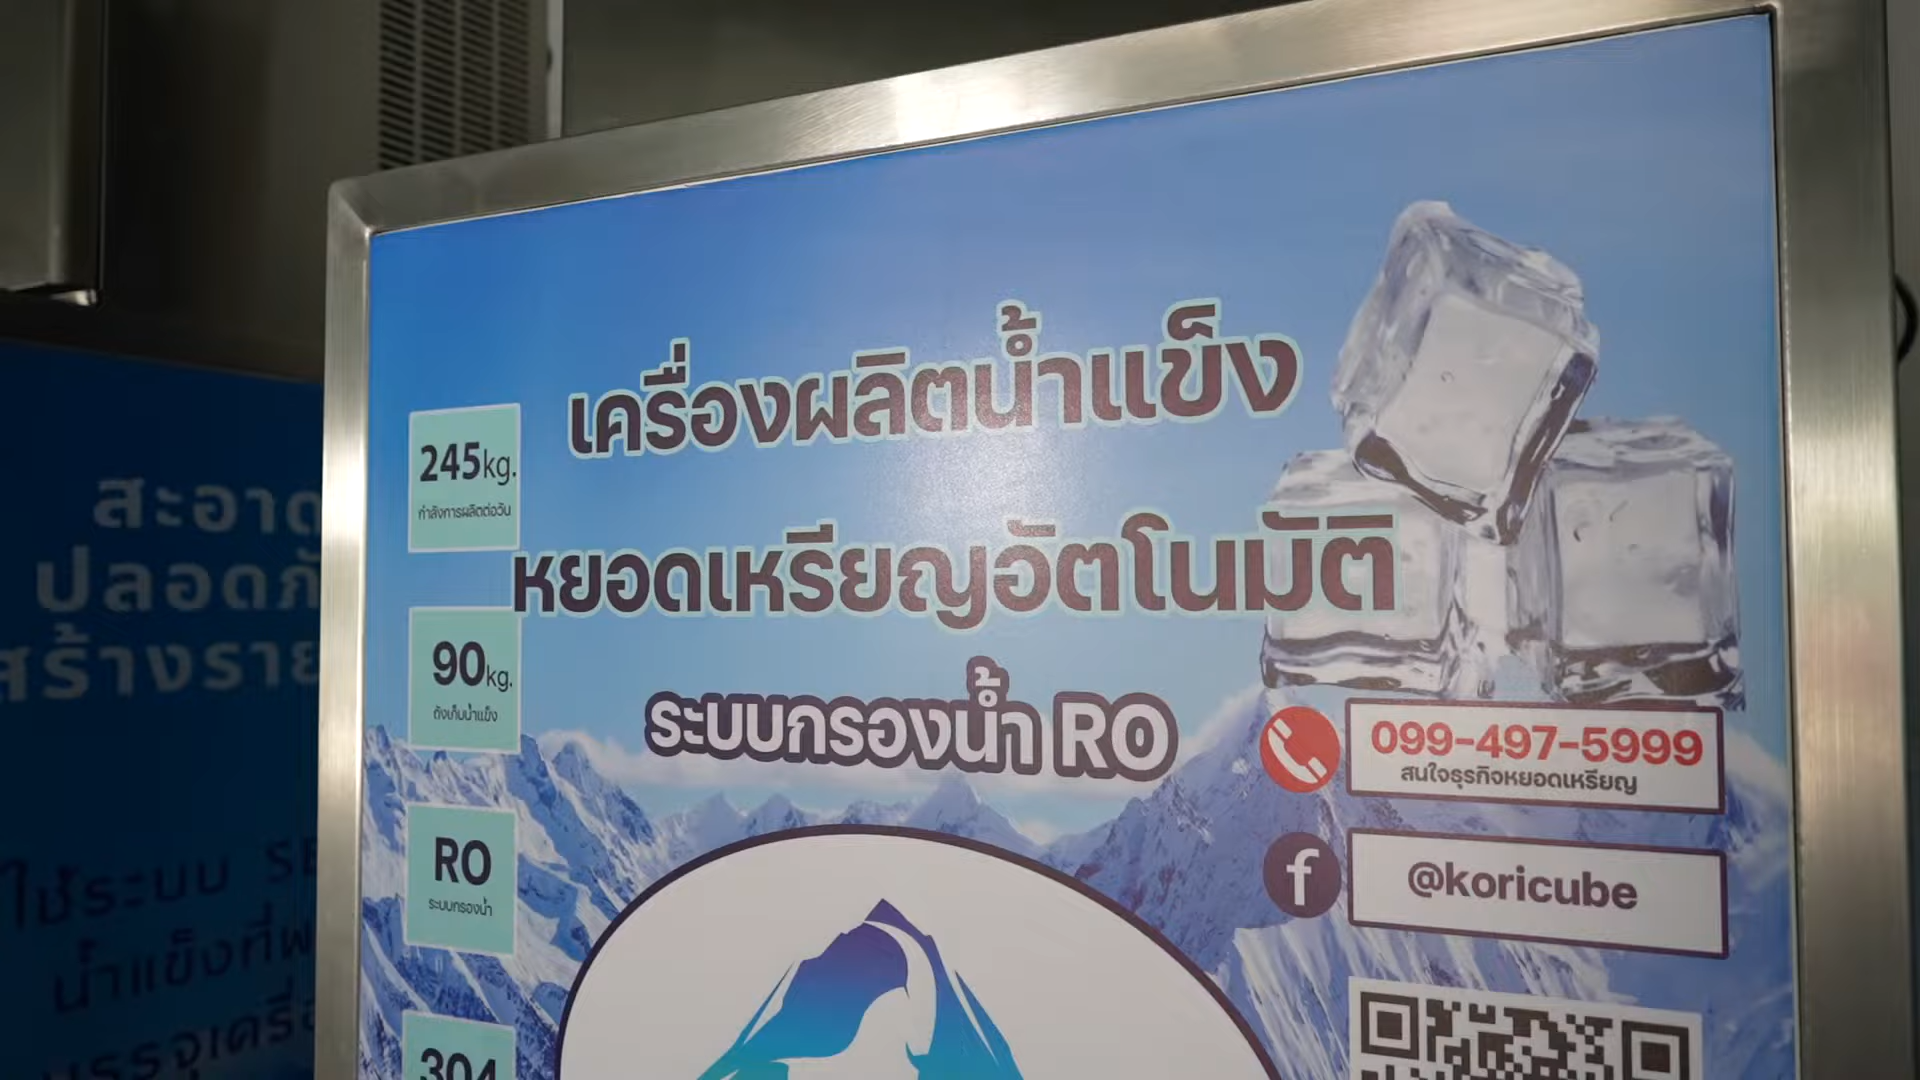 เครื่องผลิตน้ำแข็ง
หยอดเหรียญอัตโนมัติ
ระบบกรองน้ำ RO
245kg.
กำลังการผลิตต่อวัน
90kg.
ถังเก็บน้ำแข็ง
RO
ระบบกรองน้ำ
304
099-497-5999
สนใจธุรกิจหยอดเหรียญ
@koricube
สะอาด
ปลอดภั
สร้างราย
ใช้ระบบ SE
น้ำแข็งที่